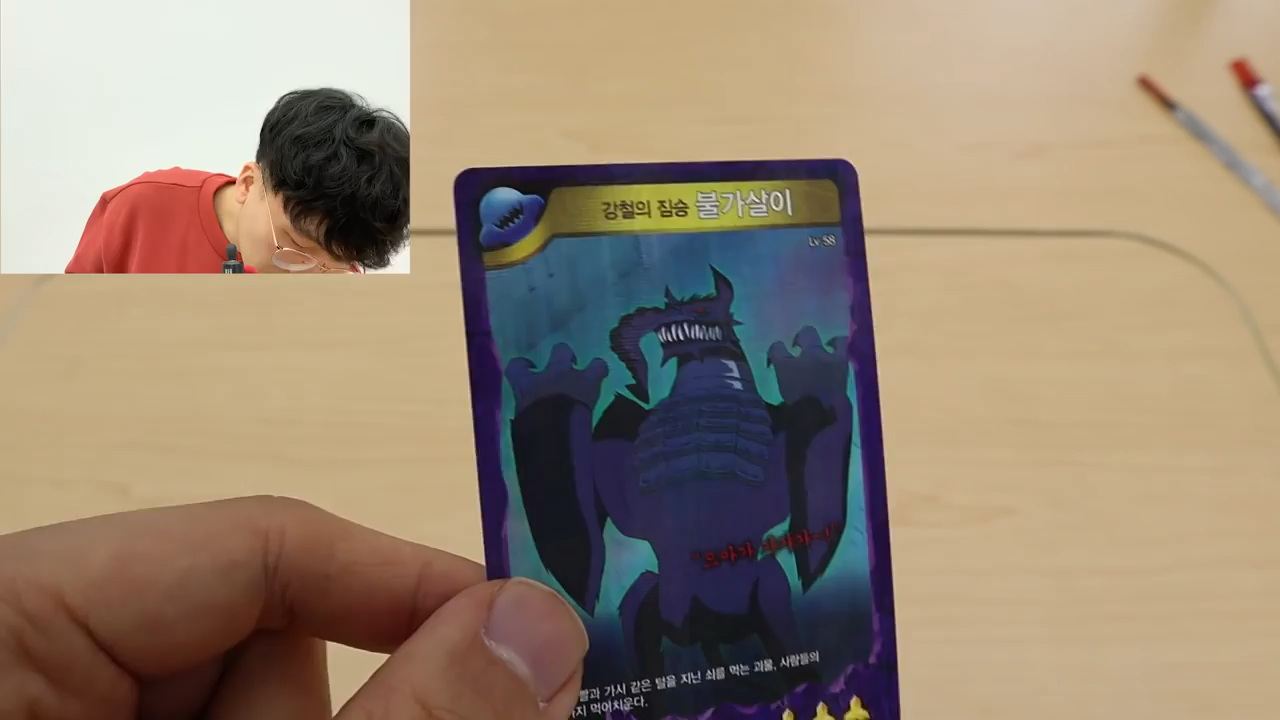 강철의 짐승 불가살이
Lv 58
빨과 가시 같은 털을 지닌 쇠를 먹는 괴물, 사람들의
지 먹어치운다.